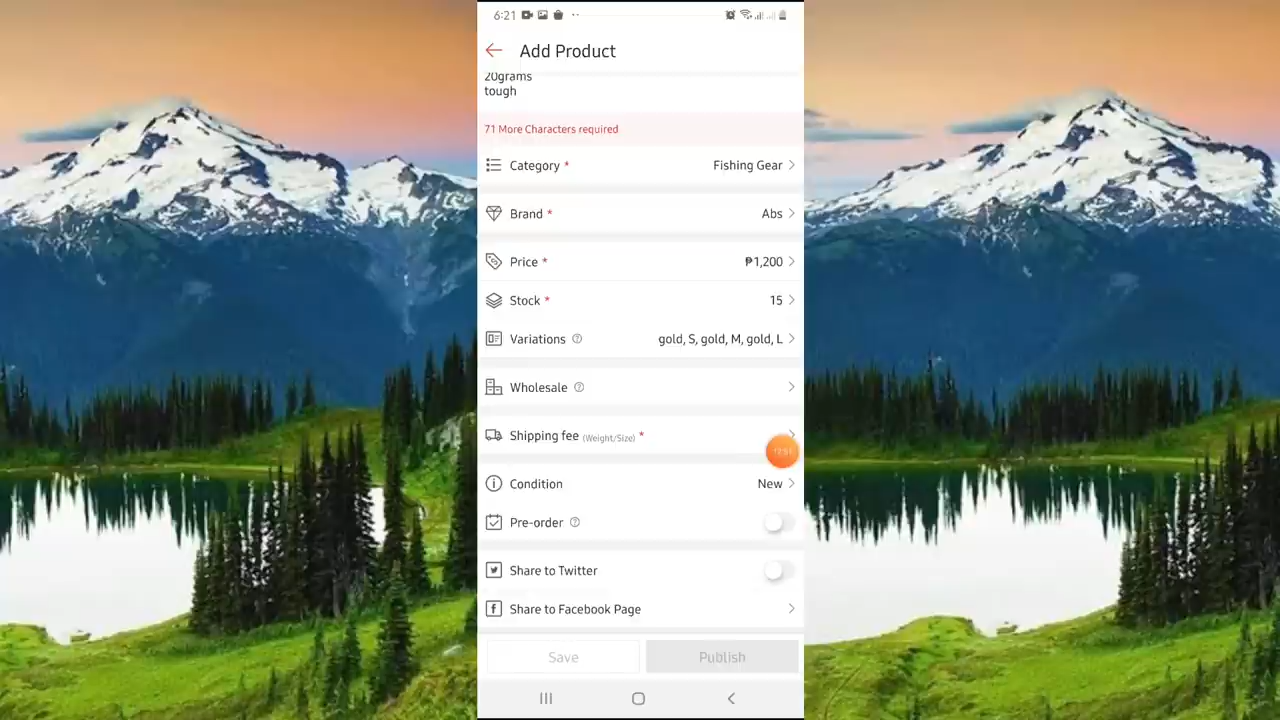 6:21
Add Product
20grams
tough
71 More Characters required
Category * Fishing Gear
Brand * Abs
Price * ₱1,200
Stock * 15
Variations gold, S, gold, M, gold, L
Wholesale
Shipping fee (Weight/Size) *
Condition New
Pre-order
Share to Twitter
Share to Facebook Page
Save Publish